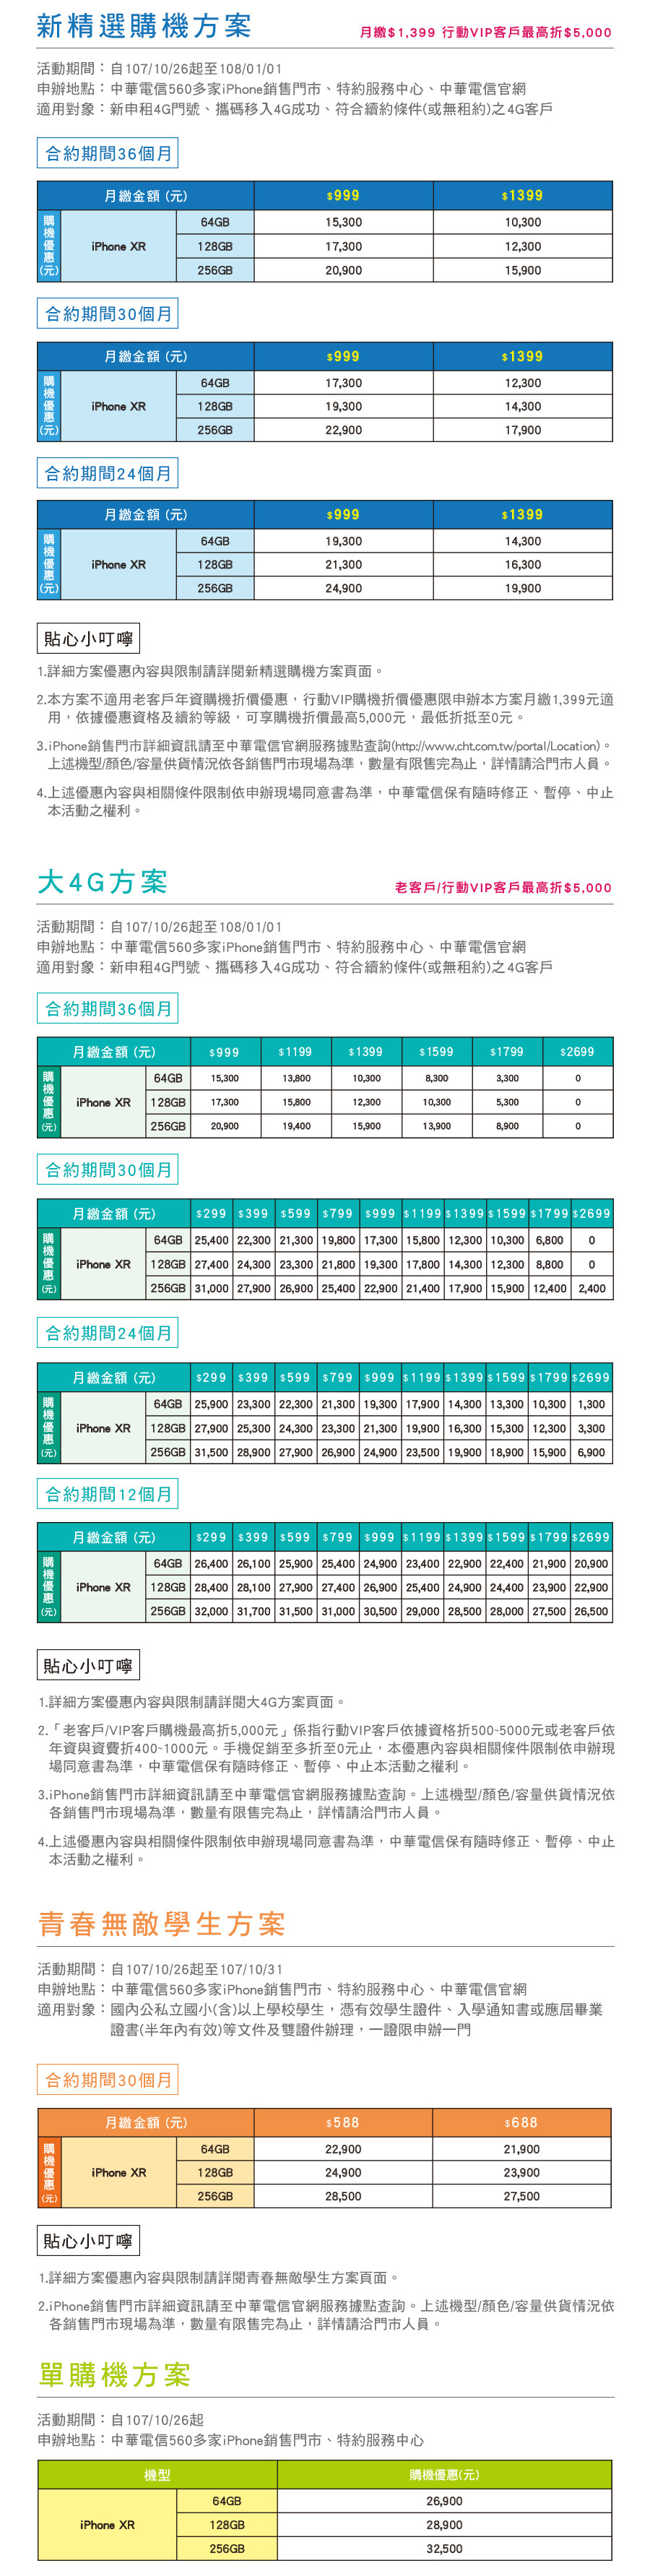 新精選購機方案
月繳$1,399 行動VIP客戶最高折$5,000
活動期間：自107/10/26起至108/01/01
申辦地點：中華電信560多家iPhone銷售門市、特約服務中心、中華電信官網
適用對象：新申租4G門號、攜碼移入4G成功、符合續約條件(或無租約)之4G客戶
合約期間36個月
月繳金額 (元) $999 $1399
購機優惠(元)
iPhone XR
64GB 15,300 10,300
128GB 17,300 12,300
256GB 20,900 15,900
合約期間30個月
月繳金額 (元) $999 $1399
購機優惠(元)
iPhone XR
64GB 17,300 12,300
128GB 19,300 14,300
256GB 22,900 17,900
合約期間24個月
月繳金額 (元) $999 $1399
購機優惠(元)
iPhone XR
64GB 19,300 14,300
128GB 21,300 16,300
256GB 24,900 19,900
貼心小叮嚀
1.詳細方案優惠內容與限制請詳閱新精選購機方案頁面。
2.本方案不適用老客戶年資購機折價優惠，行動VIP購機折價優惠限申辦本方案月繳1,399元適
用，依據優惠資格及續約等級，可享購機折價最高5,000元，最低折抵至0元。
3.iPhone銷售門市詳細資訊請至中華電信官網服務據點查詢(http://www.cht.com.tw/portal/Location)。
上述機型/顏色/容量供貨情況依各銷售門市現場為準，數量有限售完為止，詳情請洽門市人員。
4.上述優惠內容與相關條件限制依申辦現場同意書為準，中華電信保有隨時修正、暫停、中止
本活動之權利。
大4G方案
老客戶/行動VIP客戶最高折$5,000
活動期間：自107/10/26起至108/01/01
申辦地點：中華電信560多家iPhone銷售門市、特約服務中心、中華電信官網
適用對象：新申租4G門號、攜碼移入4G成功、符合續約條件(或無租約)之4G客戶
合約期間36個月
月繳金額 (元) $999 $1199 $1399 $1599 $1799 $2699
購機優惠(元)
iPhone XR
64GB 15,300 13,800 10,300 8,300 3,300 0
128GB 17,300 15,800 12,300 10,300 5,300 0
256GB 20,900 19,400 15,900 13,900 8,900 0
合約期間30個月
月繳金額 (元) $299 $399 $599 $799 $999 $1199 $1399 $1599 $1799 $2699
購機優惠(元)
iPhone XR
64GB 25,400 22,300 21,300 19,800 17,300 15,800 12,300 10,300 6,800 0
128GB 27,400 24,300 23,300 21,800 19,300 17,800 14,300 12,300 8,800 0
256GB 31,000 27,900 26,900 25,400 22,900 21,400 17,900 15,900 12,400 2,400
合約期間24個月
月繳金額 (元) $299 $399 $599 $799 $999 $1199 $1399 $1599 $1799 $2699
購機優惠(元)
iPhone XR
64GB 25,900 23,300 22,300 21,300 19,300 17,900 14,300 13,300 10,300 1,300
128GB 27,900 25,300 24,300 23,300 21,300 19,900 16,300 15,300 12,300 3,300
256GB 31,500 28,900 27,900 26,900 24,900 23,500 19,900 18,900 15,900 6,900
合約期間12個月
月繳金額 (元) $299 $399 $599 $799 $999 $1199 $1399 $1599 $1799 $2699
購機優惠(元)
iPhone XR
64GB 26,400 26,100 25,900 25,400 24,900 23,400 22,900 22,400 21,900 20,900
128GB 28,400 28,100 27,900 27,400 26,900 25,400 24,900 24,400 23,900 22,900
256GB 32,000 31,700 31,500 31,000 30,500 29,000 28,500 28,000 27,500 26,500
貼心小叮嚀
1.詳細方案優惠內容與限制請詳閱大4G方案頁面。
2.「老客戶/VIP客戶購機最高折5,000元」係指行動VIP客戶依據資格折500~5000元或老客戶依
年資與資費折400~1000元。手機促銷至多折至0元止，本優惠內容與相關條件限制依申辦現
場同意書為準，中華電信保有隨時修正、暫停、中止本活動之權利。
3.iPhone銷售門市詳細資訊請至中華電信官網服務據點查詢。上述機型/顏色/容量供貨情況依
各銷售門市現場為準，數量有限售完為止，詳情請洽門市人員。
4.上述優惠內容與相關條件限制依申辦現場同意書為準，中華電信保有隨時修正、暫停、中止
本活動之權利。
青春無敵學生方案
活動期間：自107/10/26起至107/10/31
申辦地點：中華電信560多家iPhone銷售門市、特約服務中心、中華電信官網
適用對象：國內公私立國小(含)以上學校學生，憑有效學生證件、入學通知書或應屆畢業
證書(半年內有效)等文件及雙證件辦理，一證限申辦一門
合約期間30個月
月繳金額 (元) $588 $688
購機優惠(元)
iPhone XR
64GB 22,900 21,900
128GB 24,900 23,900
256GB 28,500 27,500
貼心小叮嚀
1.詳細方案優惠內容與限制請詳閱青春無敵學生方案頁面。
2.iPhone銷售門市詳細資訊請至中華電信官網服務據點查詢。上述機型/顏色/容量供貨情況依
各銷售門市現場為準，數量有限售完為止，詳情請洽門市人員。
單購機方案
活動期間：自107/10/26起
申辦地點：中華電信560多家iPhone銷售門市、特約服務中心
機型 購機優惠(元)
iPhone XR
64GB 26,900
128GB 28,900
256GB 32,500